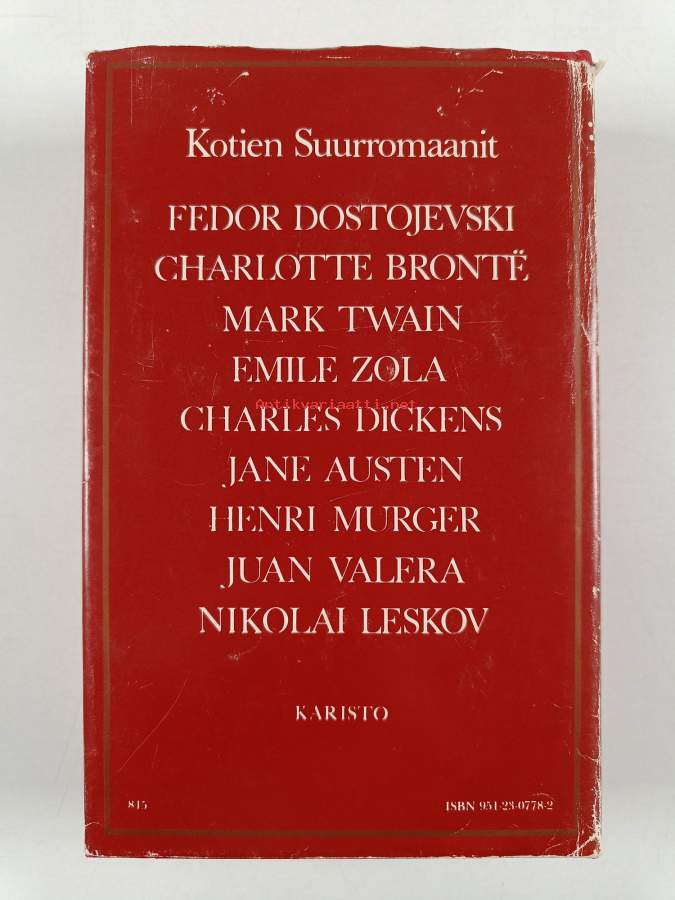 Kotien Suurromaanit
FEDOR DOSTOJEVSKI
CHARLOTTE BRONTË
MARK TWAIN
EMILE ZOLA
Antikvariaatti.net
CHARLES DICKENS
JANE AUSTEN
HENRI MURGER
JUAN VALERA
NIKOLAI LESKOV
KARISTO
815
ISBN 951-23-0778-2